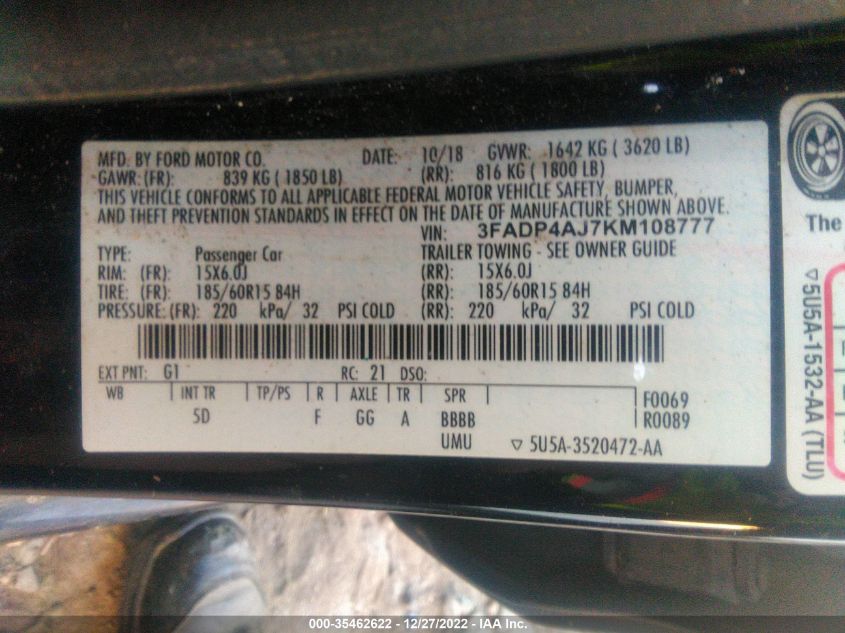 MFD. BY FORD MOTOR CO. DATE: 10/18 GVWR: 1642 KG ( 3620 LB)
GAWR: (FR): 839 KG ( 1850 LB) (RR): 816 KG ( 1800 LB)
THIS VEHICLE CONFORMS TO ALL APPLICABLE FEDERAL MOTOR VEHICLE SAFETY, BUMPER,
AND THEFT PREVENTION STANDARDS IN EFFECT ON THE DATE OF MANUFACTURE SHOWN ABOVE.
VIN: 3FADP4AJ7KM108777
TYPE: Passenger Car TRAILER TOWING - SEE OWNER GUIDE
RIM: (FR): 15X6.0J (RR): 15X6.0J
TIRE: (FR): 185/60R15 84H (RR): 185/60R15 84H
PRESSURE: (FR): 220 kPa/ 32 PSI COLD (RR): 220 kPa/ 32 PSI COLD
EXT PNT: G1 RC: 21 DSO:
WB INT TR TP/PS R AXLE TR SPR F0069
5D F GG A BBBB R0089
UMU ▽ 5U5A-3520472-AA
The
▽5U5A-1532-AA (TLU)
000-35462622 - 12/27/2022 - IAA, Inc.